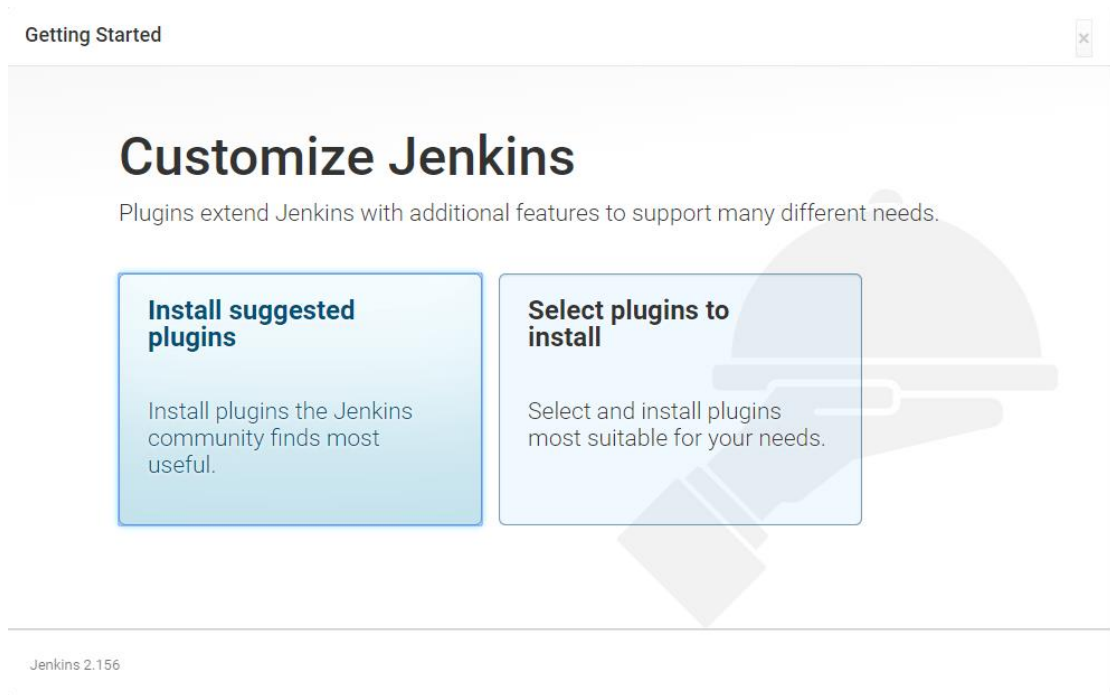 Getting Started
×
Customize Jenkins
Plugins extend Jenkins with additional features to support many different needs.
Install suggested
plugins
Install plugins the Jenkins
community finds most
useful.
Select plugins to
install
Select and install plugins
most suitable for your needs.
Jenkins 2.156